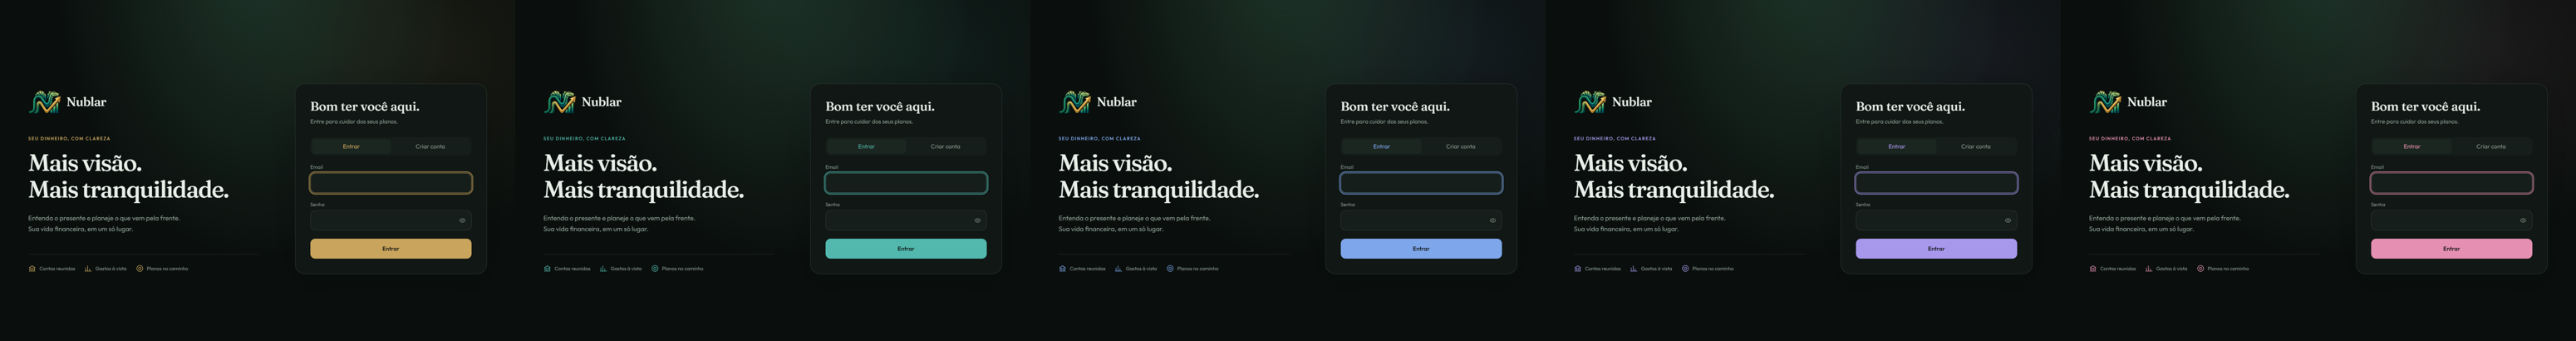 Nublar
SEU DINHEIRO, COM CLAREZA
Mais visão.
Mais tranquilidade.
Entenda o presente e planeje o que vem pela frente.
Sua vida financeira, em um só lugar.
Contas reunidas Gastos à vista Planos no caminho
Bom ter você aqui.
Entre para cuidar dos seus planos.
Entrar Criar conta
Email
Senha
Entrar
Nublar
SEU DINHEIRO, COM CLAREZA
Mais visão.
Mais tranquilidade.
Entenda o presente e planeje o que vem pela frente.
Sua vida financeira, em um só lugar.
Contas reunidas Gastos à vista Planos no caminho
Bom ter você aqui.
Entre para cuidar dos seus planos.
Entrar Criar conta
Email
Senha
Entrar
Nublar
SEU DINHEIRO, COM CLAREZA
Mais visão.
Mais tranquilidade.
Entenda o presente e planeje o que vem pela frente.
Sua vida financeira, em um só lugar.
Contas reunidas Gastos à vista Planos no caminho
Bom ter você aqui.
Entre para cuidar dos seus planos.
Entrar Criar conta
Email
Senha
Entrar
Nublar
SEU DINHEIRO, COM CLAREZA
Mais visão.
Mais tranquilidade.
Entenda o presente e planeje o que vem pela frente.
Sua vida financeira, em um só lugar.
Contas reunidas Gastos à vista Planos no caminho
Bom ter você aqui.
Entre para cuidar dos seus planos.
Entrar Criar conta
Email
Senha
Entrar
Nublar
SEU DINHEIRO, COM CLAREZA
Mais visão.
Mais tranquilidade.
Entenda o presente e planeje o que vem pela frente.
Sua vida financeira, em um só lugar.
Contas reunidas Gastos à vista Planos no caminho
Bom ter você aqui.
Entre para cuidar dos seus planos.
Entrar Criar conta
Email
Senha
Entrar